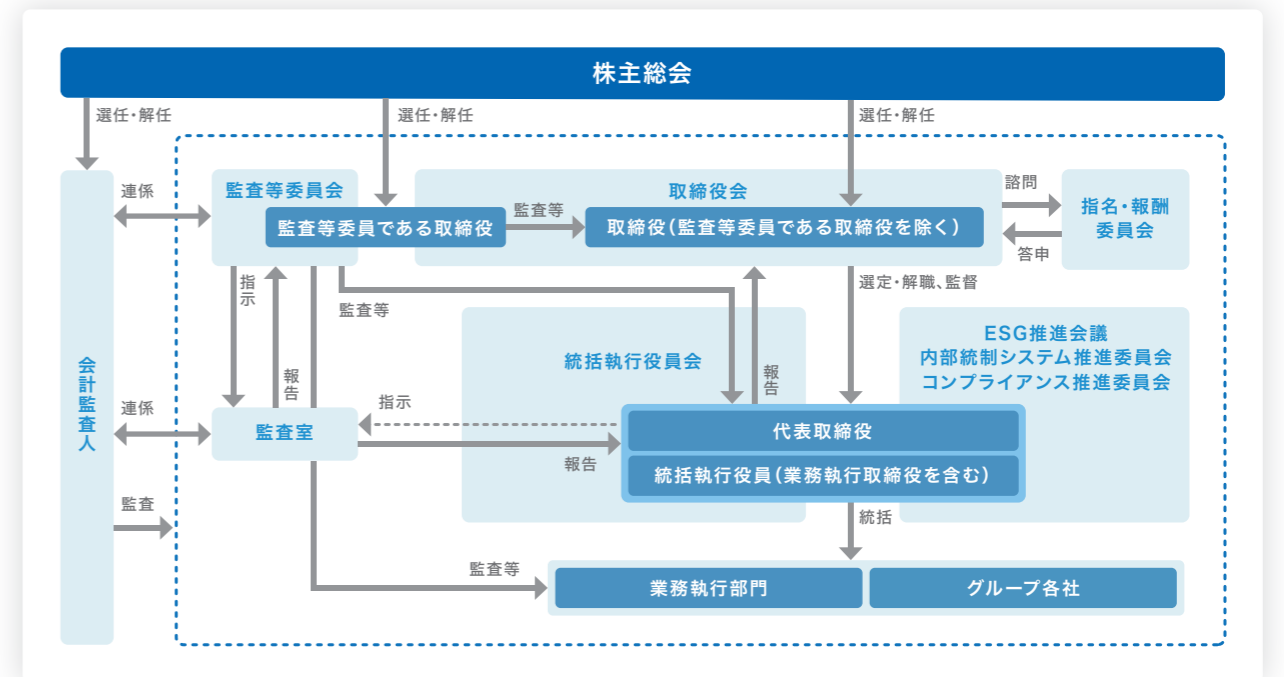 株主総会
選任・解任
選任・解任
選任・解任
連係
監査等委員会
取締役会
諮問
監査等委員である取締役
監査等
取締役（監査等委員である取締役を除く）
指名・報酬
委員会
答申
指示
監査等
選定・解職、監督
報告
統括執行役員会
報告
ESG推進会議
内部統制システム推進委員会
コンプライアンス推進委員会
会計監査人
連係
監査室
指示
代表取締役
報告
統括執行役員（業務執行取締役を含む）
監査
統括
監査等
業務執行部門
グループ各社